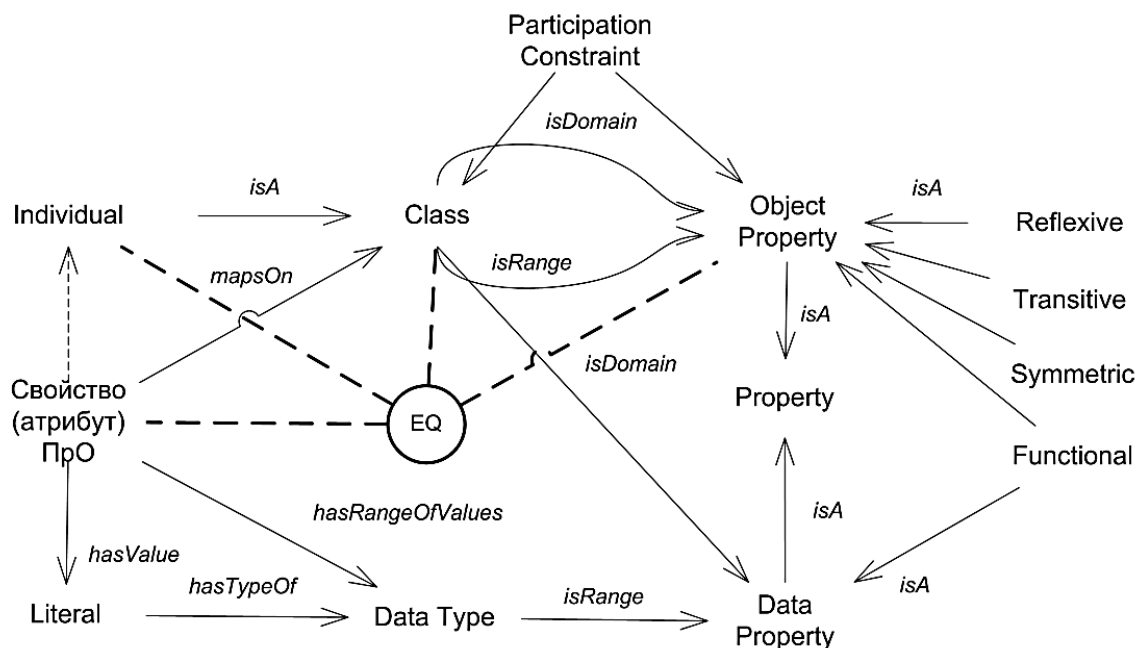 Participation
Constraint
isDomain
isA
Individual
Class
Object
Property
isA
Reflexive
mapsOn
isRange
Transitive
isA
isDomain
Symmetric
Свойство
(атрибут)
ПрО
EQ
Property
Functional
hasRangeOfValues
isA
hasValue
hasTypeOf
isRange
isA
Literal
Data Type
Data
Property